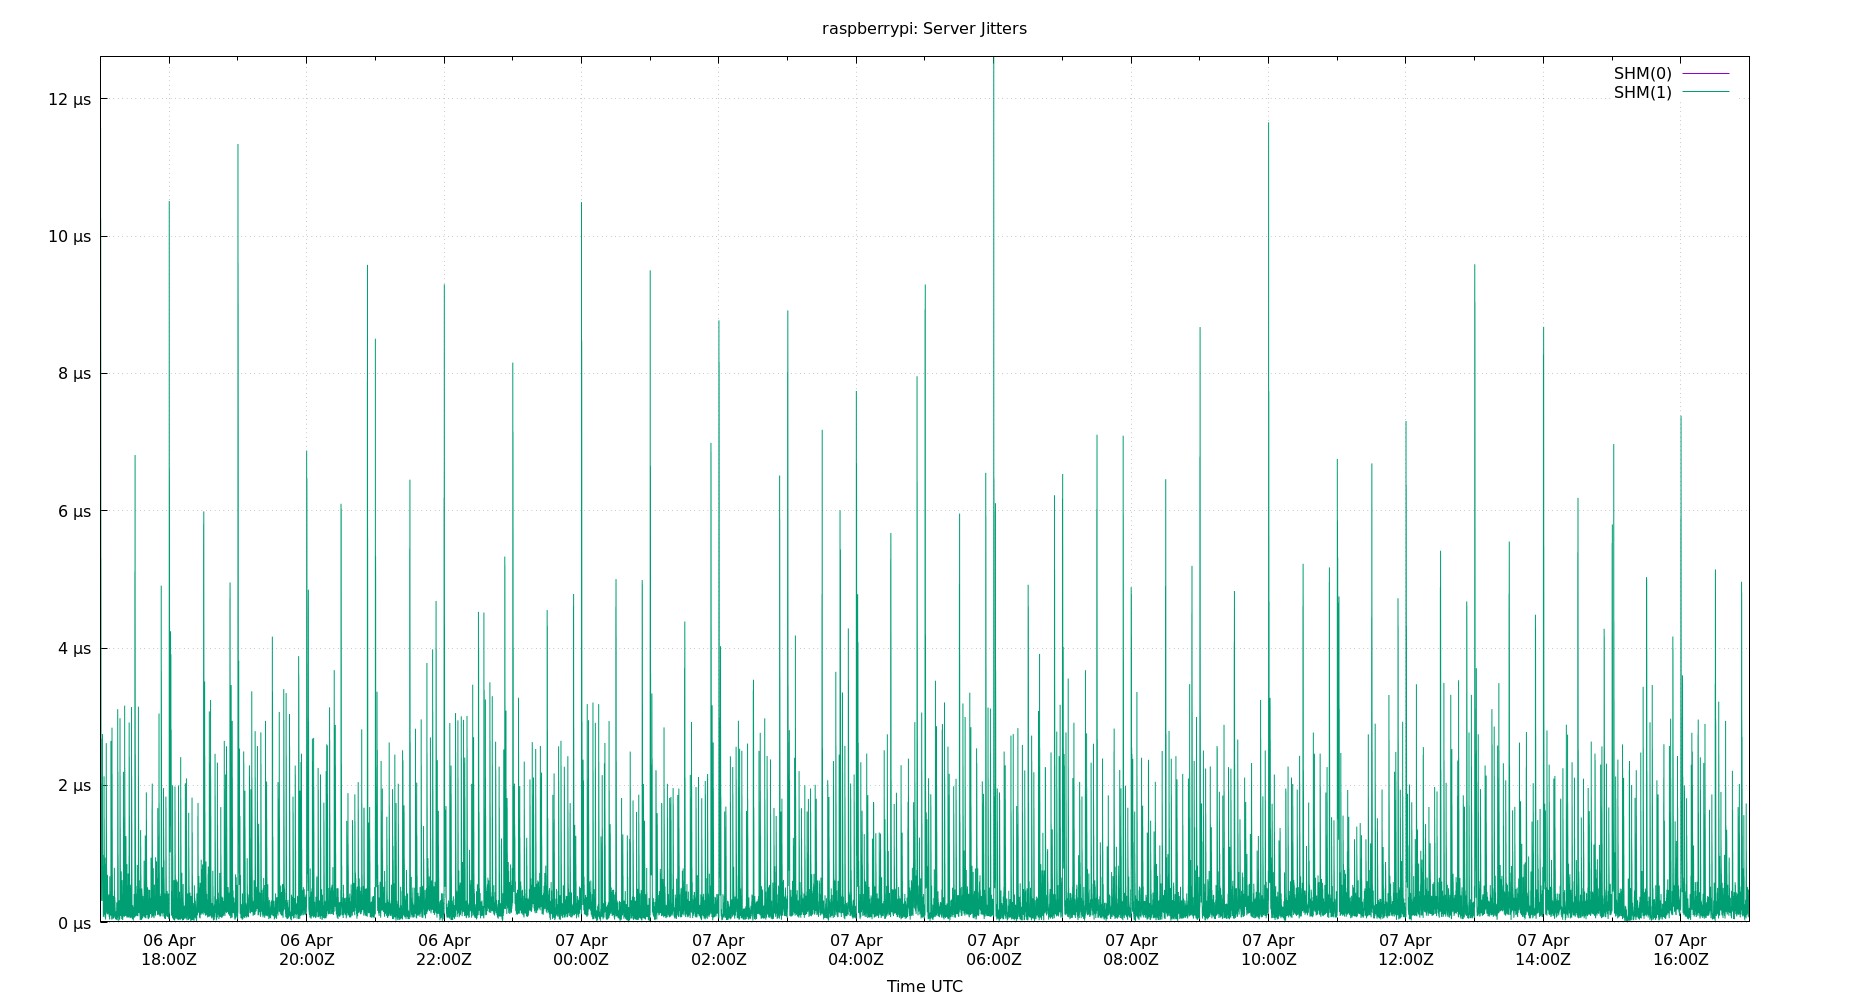 raspberrypi: Server Jitters
SHM(0)
SHM(1)
12 µs
10 µs
8 µs
6 µs
4 µs
2 µs
0 µs
06 Apr 06 Apr 06 Apr 07 Apr 07 Apr 07 Apr 07 Apr 07 Apr 07 Apr 07 Apr 07 Apr 07 Apr
18:00Z 20:00Z 22:00Z 00:00Z 02:00Z 04:00Z 06:00Z 08:00Z 10:00Z 12:00Z 14:00Z 16:00Z
Time UTC